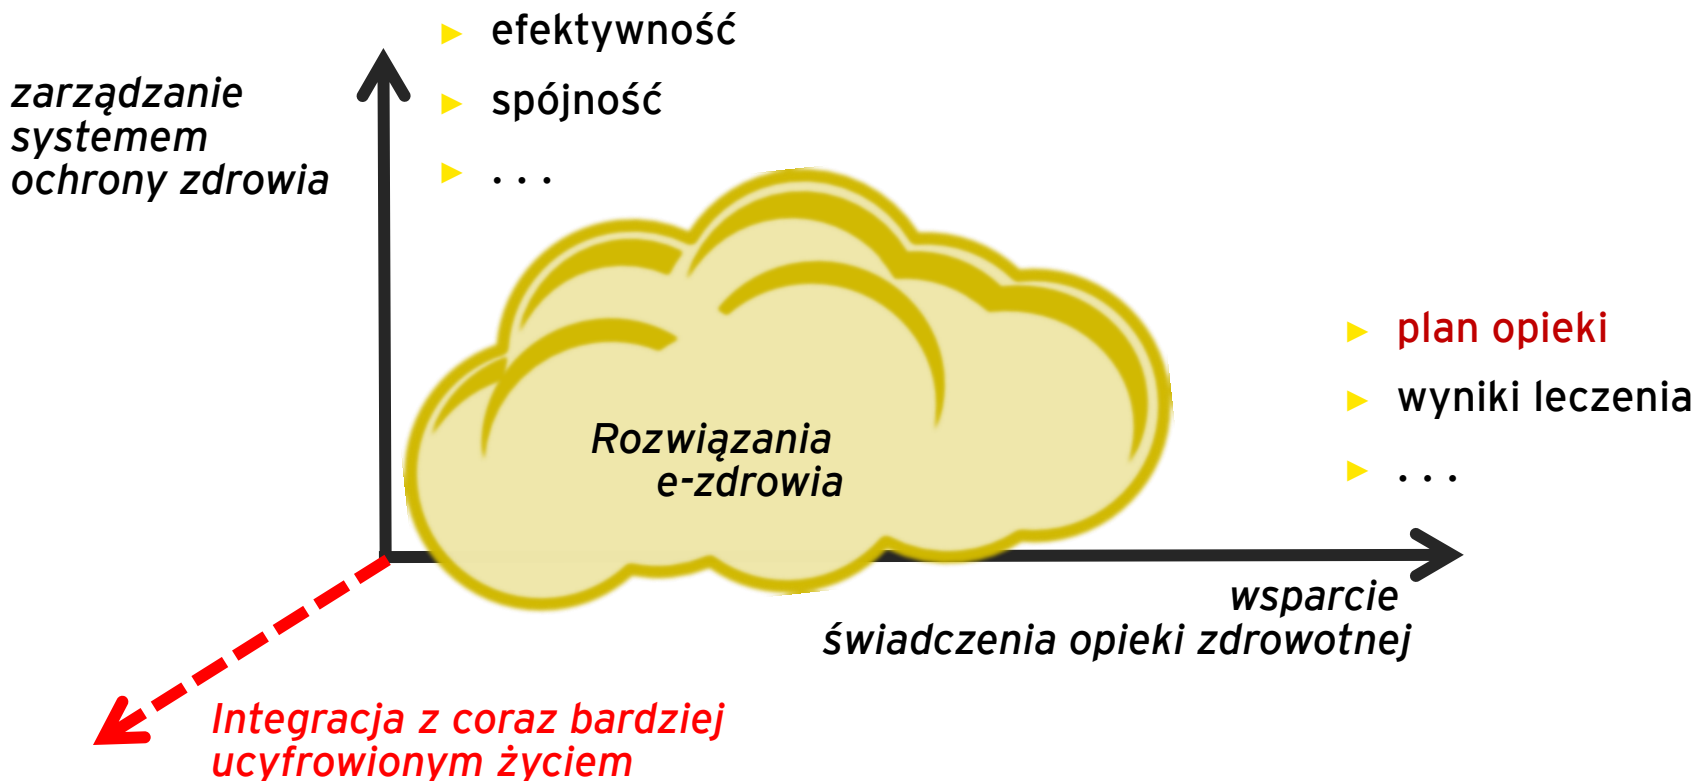 efektywność
spójność
. . .
zarządzanie
systemem
ochrony zdrowia
plan opieki
wyniki leczenia
. . .
Rozwiązania
e-zdrowia
wsparcie
świadczenia opieki zdrowotnej
Integracja z coraz bardziej
ucyfrowionym życiem